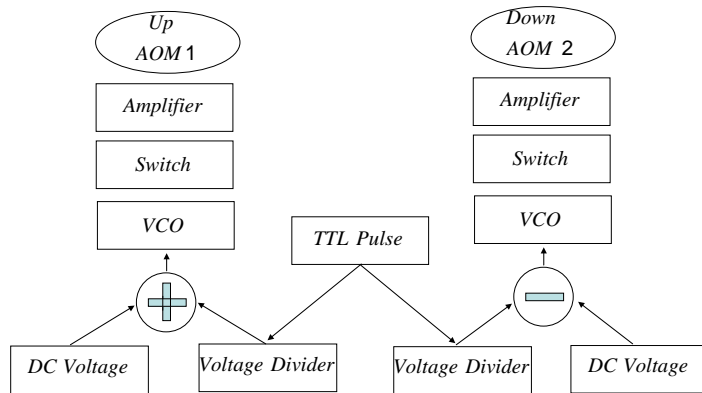 Up
AOM 1
Down
AOM 2
Amplifier
Amplifier
Switch
Switch
VCO
VCO
TTL Pulse
DC Voltage
Voltage Divider
Voltage Divider
DC Voltage